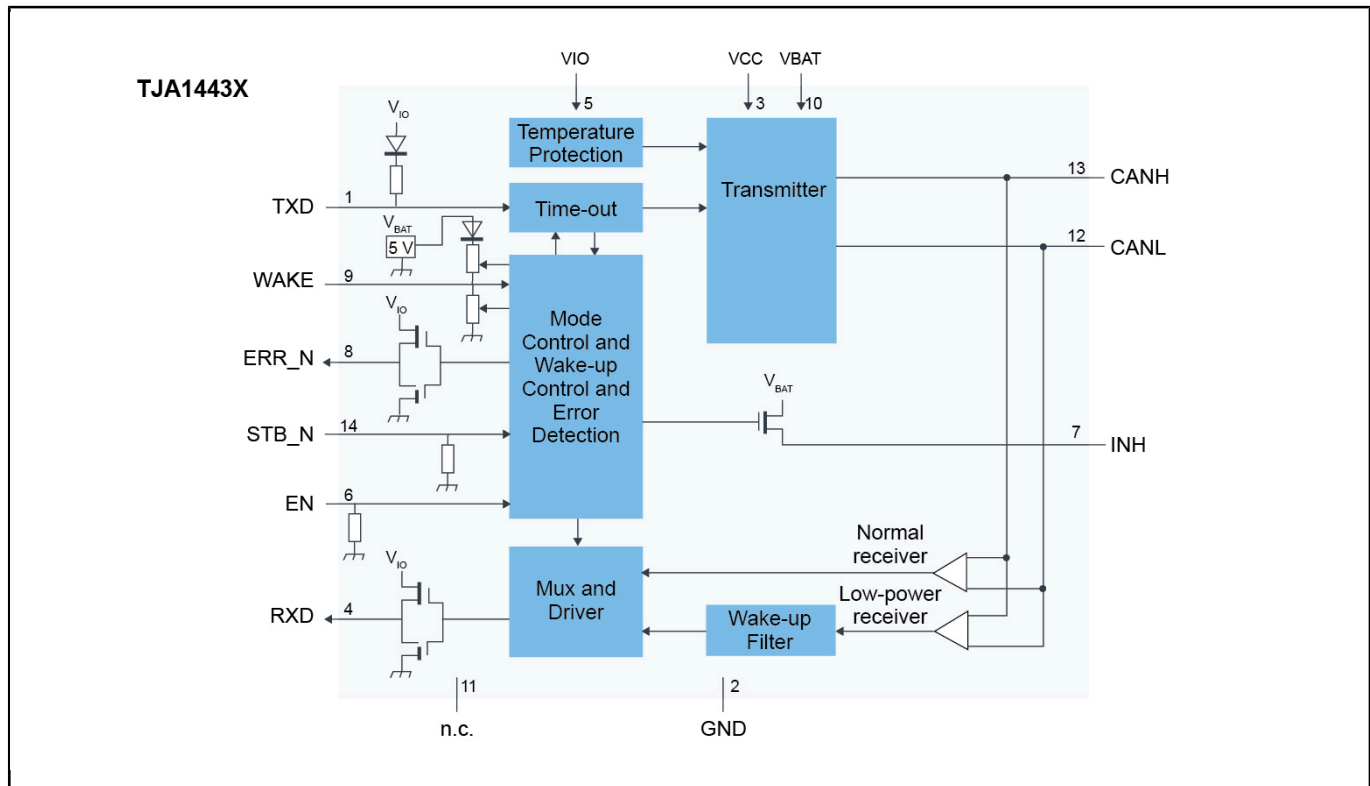 TJA1443X
VIO
VCC
VBAT
5
3
10
Temperature
Protection
Transmitter
VIO
TXD
1
Time-out
13
CANH
12
CANL
VBAT
5 V
WAKE
9
Mode
Control and
Wake-up
Control and
Error
Detection
VIO
ERR_N
8
STB_N
14
VBAT
7
INH
EN
6
Normal
receiver
VIO
RXD
4
Mux and
Driver
Low-power
receiver
Wake-up
Filter
11
n.c.
2
GND